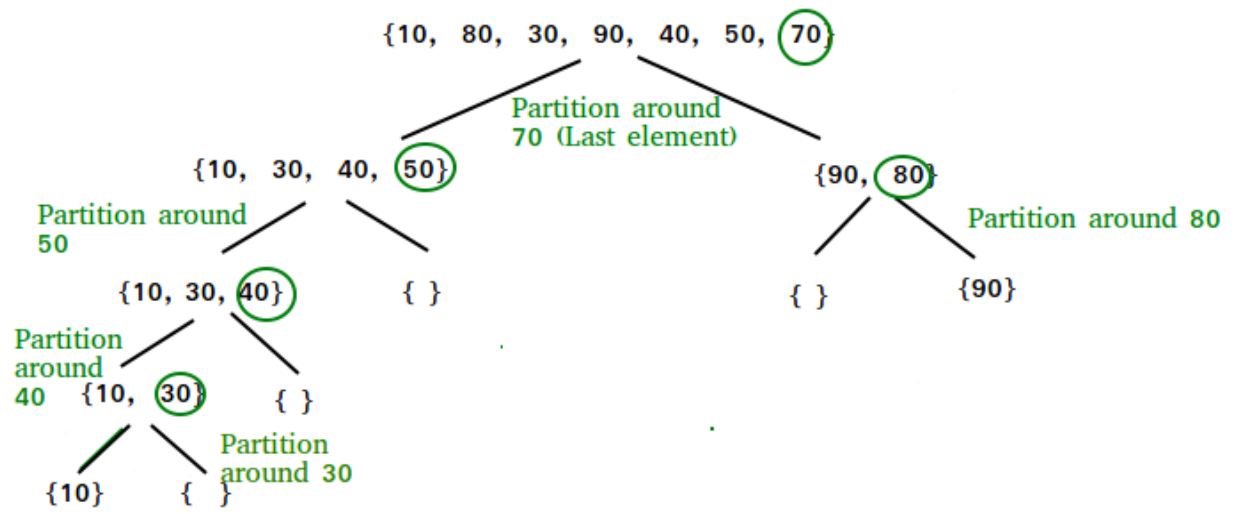 {10, 80, 30, 90, 40, 50, 70}
Partition around
70 (Last element)
{10, 30, 40, 50}
{90, 80}
Partition around
50
Partition around 80
{10, 30, 40}
{ }
{ }
{90}
Partition
around
40
{10, 30}
{ }
Partition
around 30
{10}
{ }